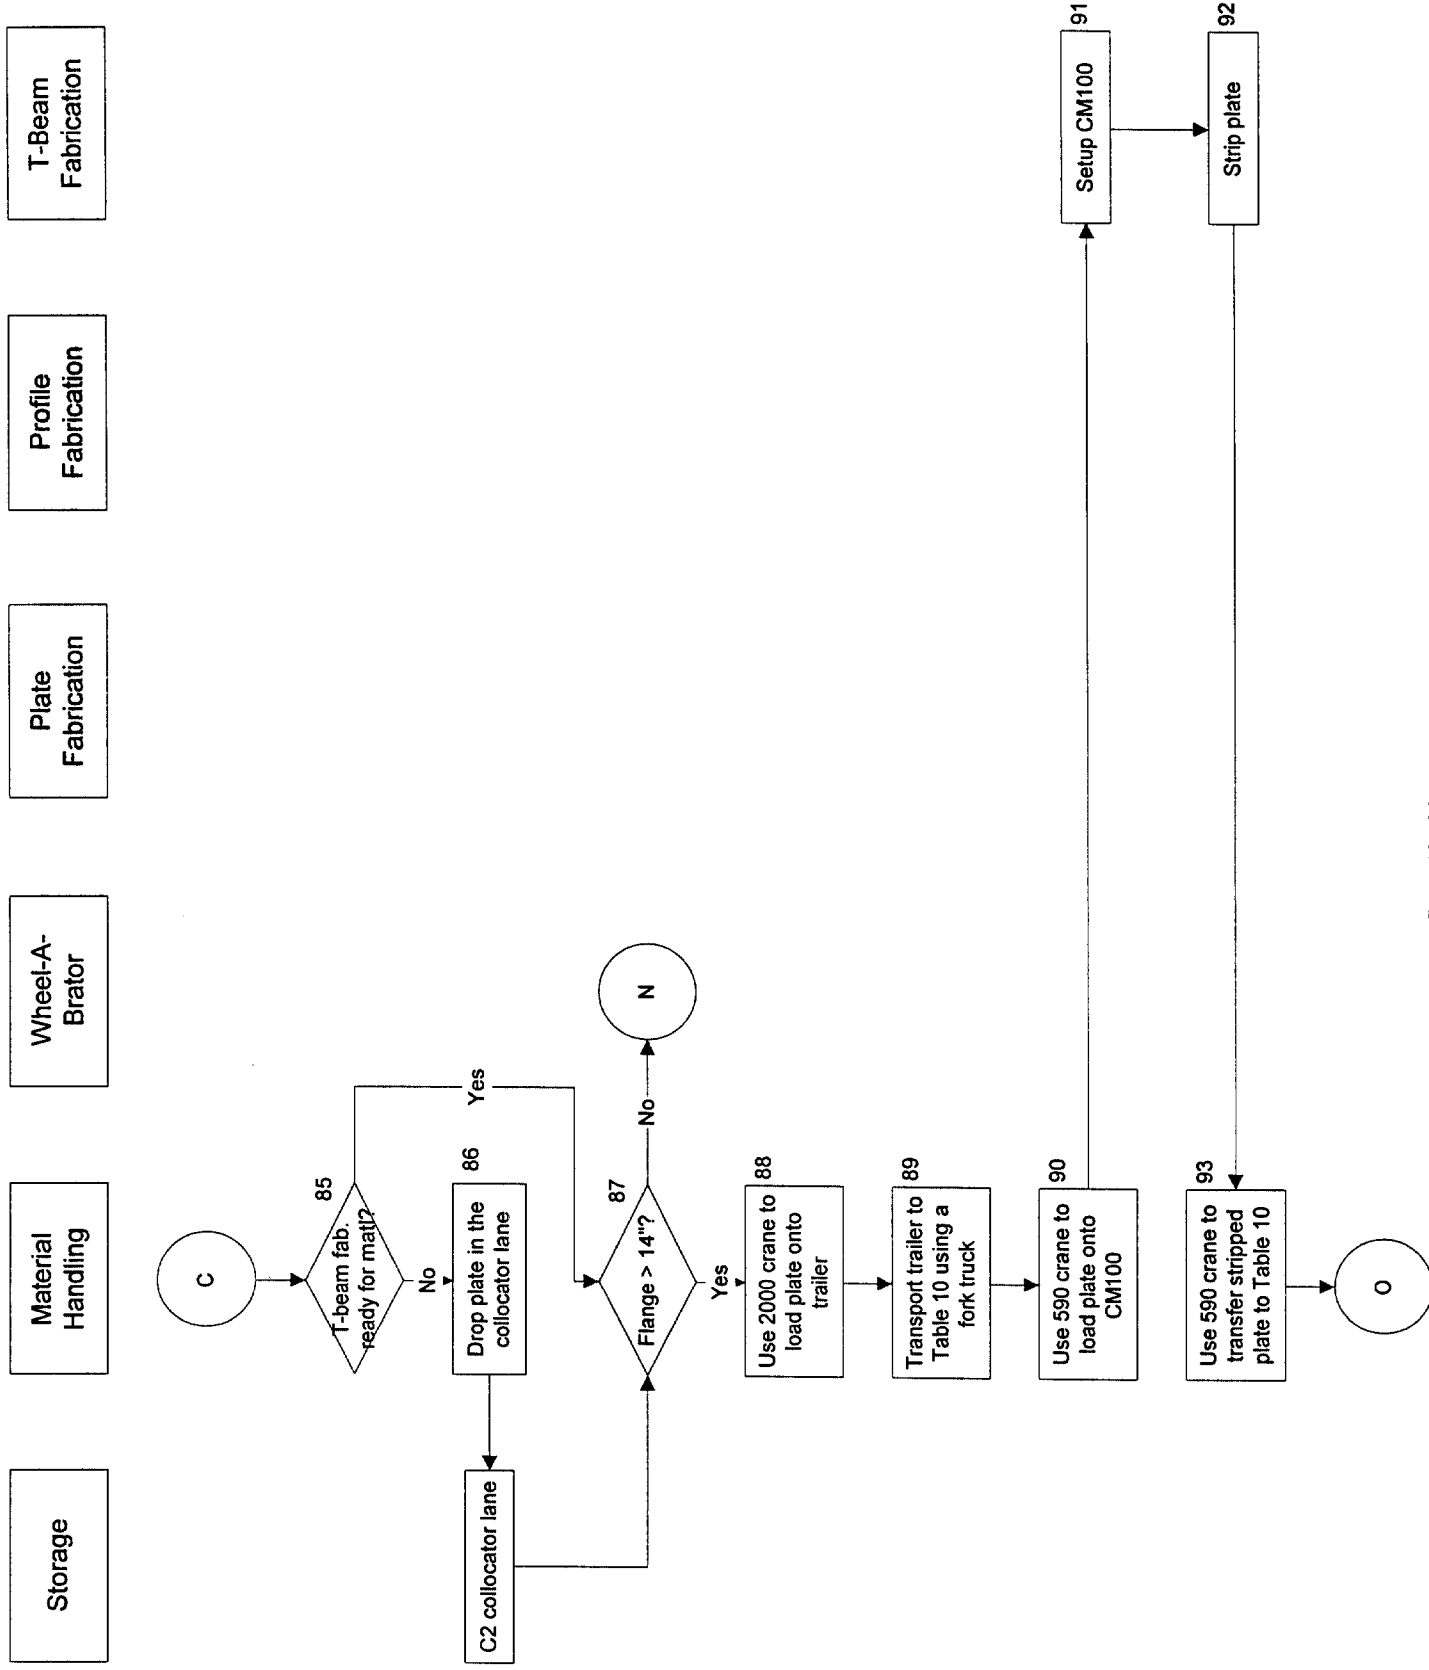 Storage
Material
Handling
Wheel-A-
Brator
Plate
Fabrication
Profile
Fabrication
T-Beam
Fabrication
C
85
T-beam fab.
ready for matl?
No
Yes
86
Drop plate in the
collocator lane
C2 collocator lane
87
Flange > 14"?
No
N
Yes
88
Use 2000 crane to
load plate onto
trailer
89
Transport trailer to
Table 10 using a
fork truck
90
Use 590 crane to
load plate onto
CM100
Setup CM100
91
Strip plate
92
93
Use 590 crane to
transfer stripped
plate to Table 10
O